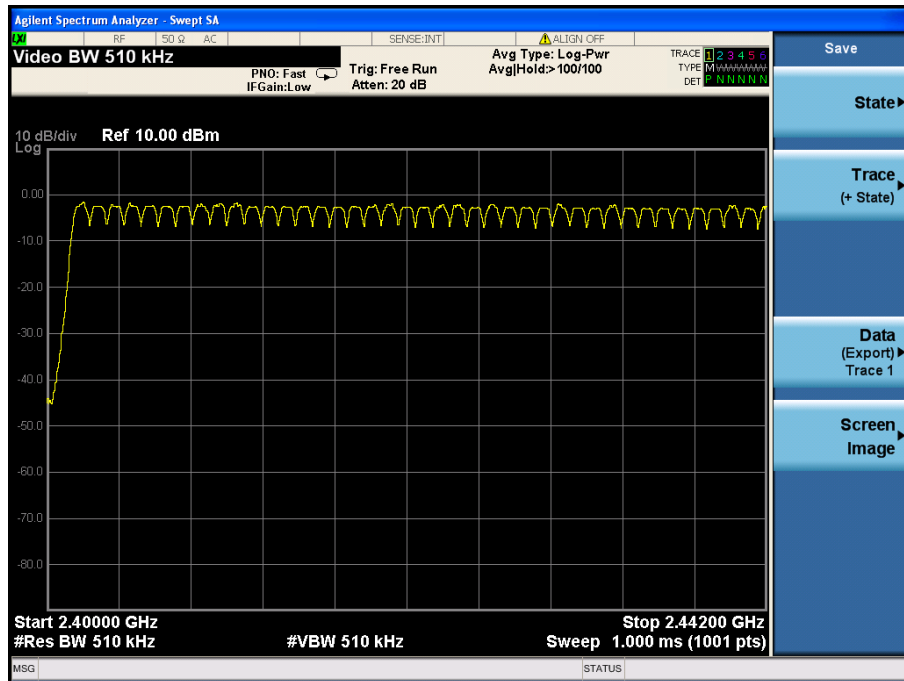 Agilent Spectrum Analyzer - Swept SA
LXI RF 50 Ω AC SENSE:INT ALIGN OFF
Video BW 510 kHz
PNO: Fast
IFGain:Low
Trig: Free Run
Atten: 20 dB
Avg Type: Log-Pwr
Avg|Hold:>100/100
TRACE 1 2 3 4 5 6
TYPE M WWWWW
DET P N N N N N
10 dB/div Ref 10.00 dBm
Log
0.00
-10.0
-20.0
-30.0
-40.0
-50.0
-60.0
-70.0
-80.0
Start 2.40000 GHz Stop 2.44200 GHz
#Res BW 510 kHz #VBW 510 kHz Sweep 1.000 ms (1001 pts)
MSG STATUS
Save
State
Trace
(+ State)
Data
(Export)
Trace 1
Screen
Image